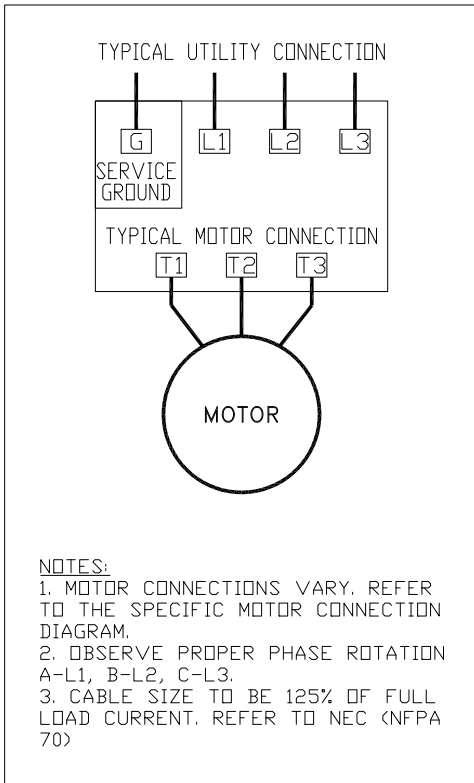 TYPICAL UTILITY CONNECTION
G L1 L2 L3
SERVICE
GROUND
TYPICAL MOTOR CONNECTION
T1 T2 T3
MOTOR
NOTES:
1. MOTOR CONNECTIONS VARY. REFER
TO THE SPECIFIC MOTOR CONNECTION
DIAGRAM.
2. OBSERVE PROPER PHASE ROTATION
A-L1, B-L2, C-L3.
3. CABLE SIZE TO BE 125% OF FULL
LOAD CURRENT. REFER TO NEC (NFPA
70)